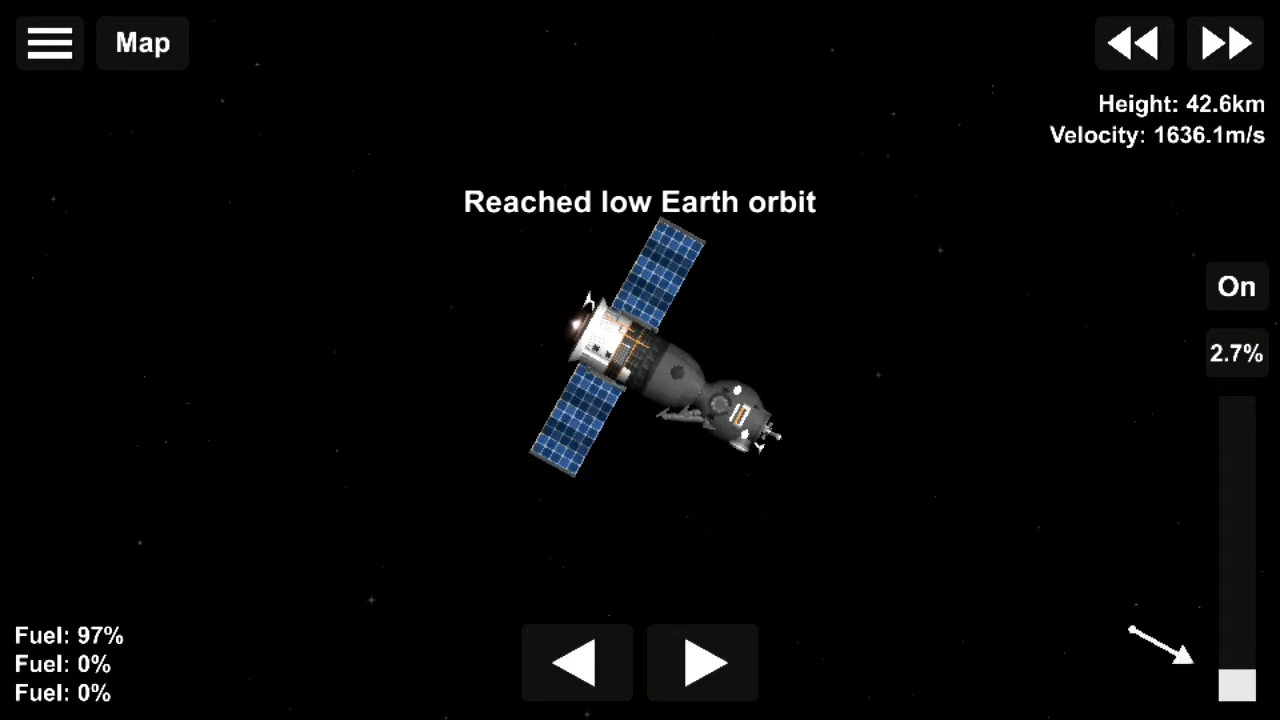 Map
Height: 42.6km
Velocity: 1636.1m/s
Reached low Earth orbit
On
2.7%
Fuel: 97%
Fuel: 0%
Fuel: 0%